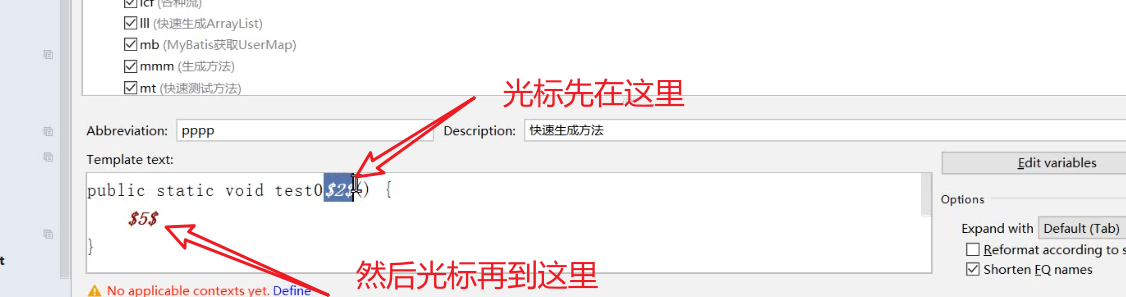 lcf (各种流)
lll (快速生成ArrayList)
mb (MyBatis获取UserMap)
mmm (生成方法)
mt (快速测试方法)
光标先在这里
Abbreviation: pppp Description: 快速生成方法
Template text:
Edit variables
public static void test0$2$() {
Options
$5$
Expand with Default (Tab)
Reformat according to s
}
Shorten FQ names
然后光标再到这里
t
No applicable contexts yet. Define